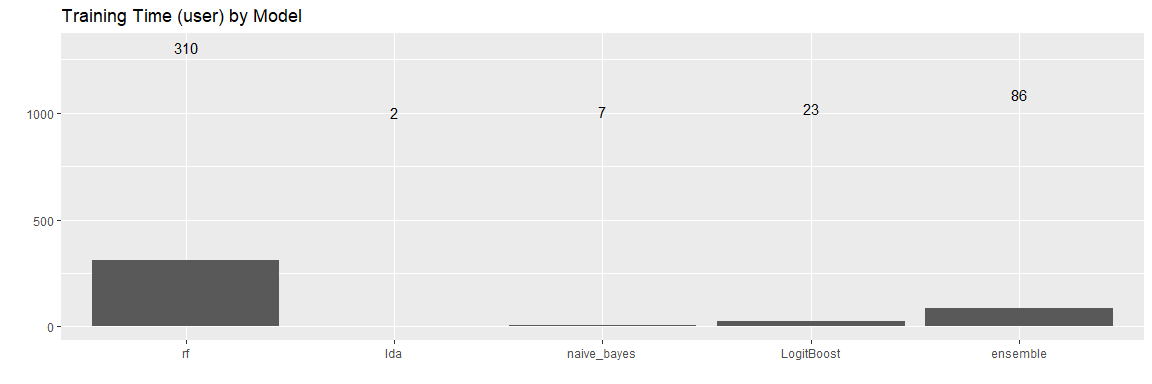 Training Time (user) by Model
310
2
7
23
86
1000
500
0
rf
lda
naive_bayes
LogitBoost
ensemble